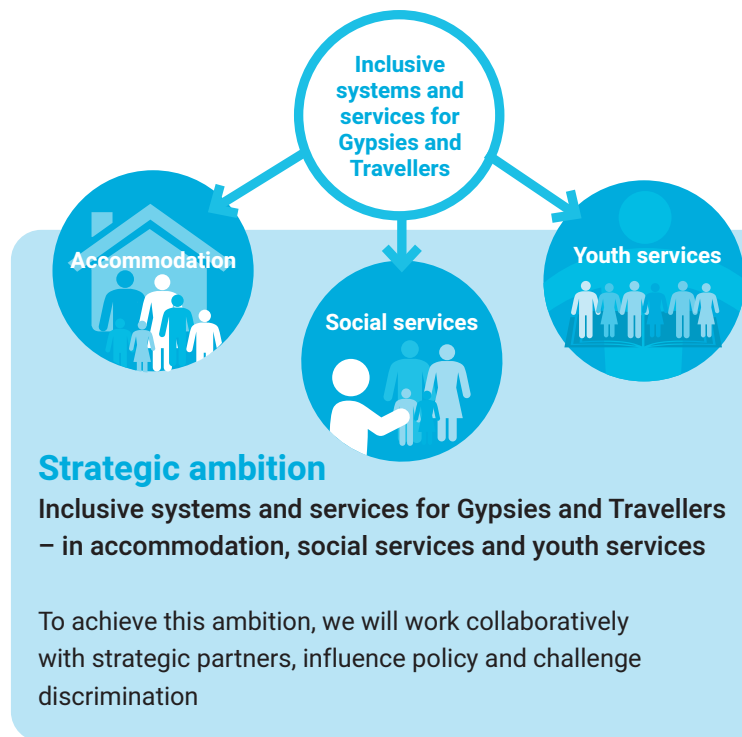 Inclusive
systems and
services for
Gypsies and
Travellers
Accommodation
Youth services
Social services
Strategic ambition
Inclusive systems and services for Gypsies and Travellers
– in accommodation, social services and youth services
To achieve this ambition, we will work collaboratively
with strategic partners, influence policy and challenge
discrimination